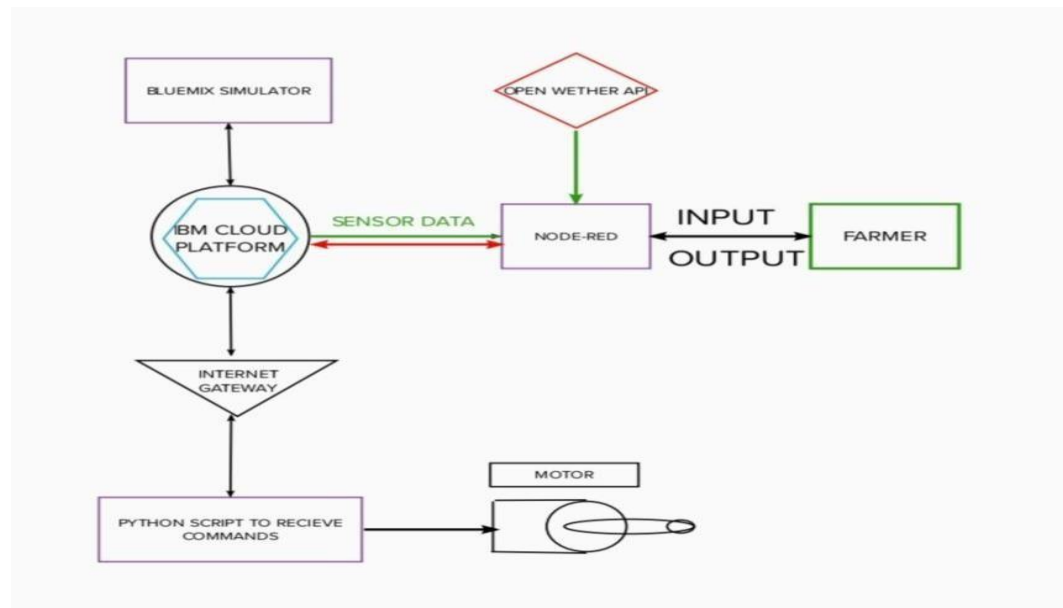 BLUEMIX SIMULATOR
OPEN WETHER API
IBM CLOUD
PLATFORM
SENSOR DATA
NODE-RED
INPUT
OUTPUT
FARMER
INTERNET
GATEWAY
MOTOR
PYTHON SCRIPT TO RECIEVE
COMMANDS